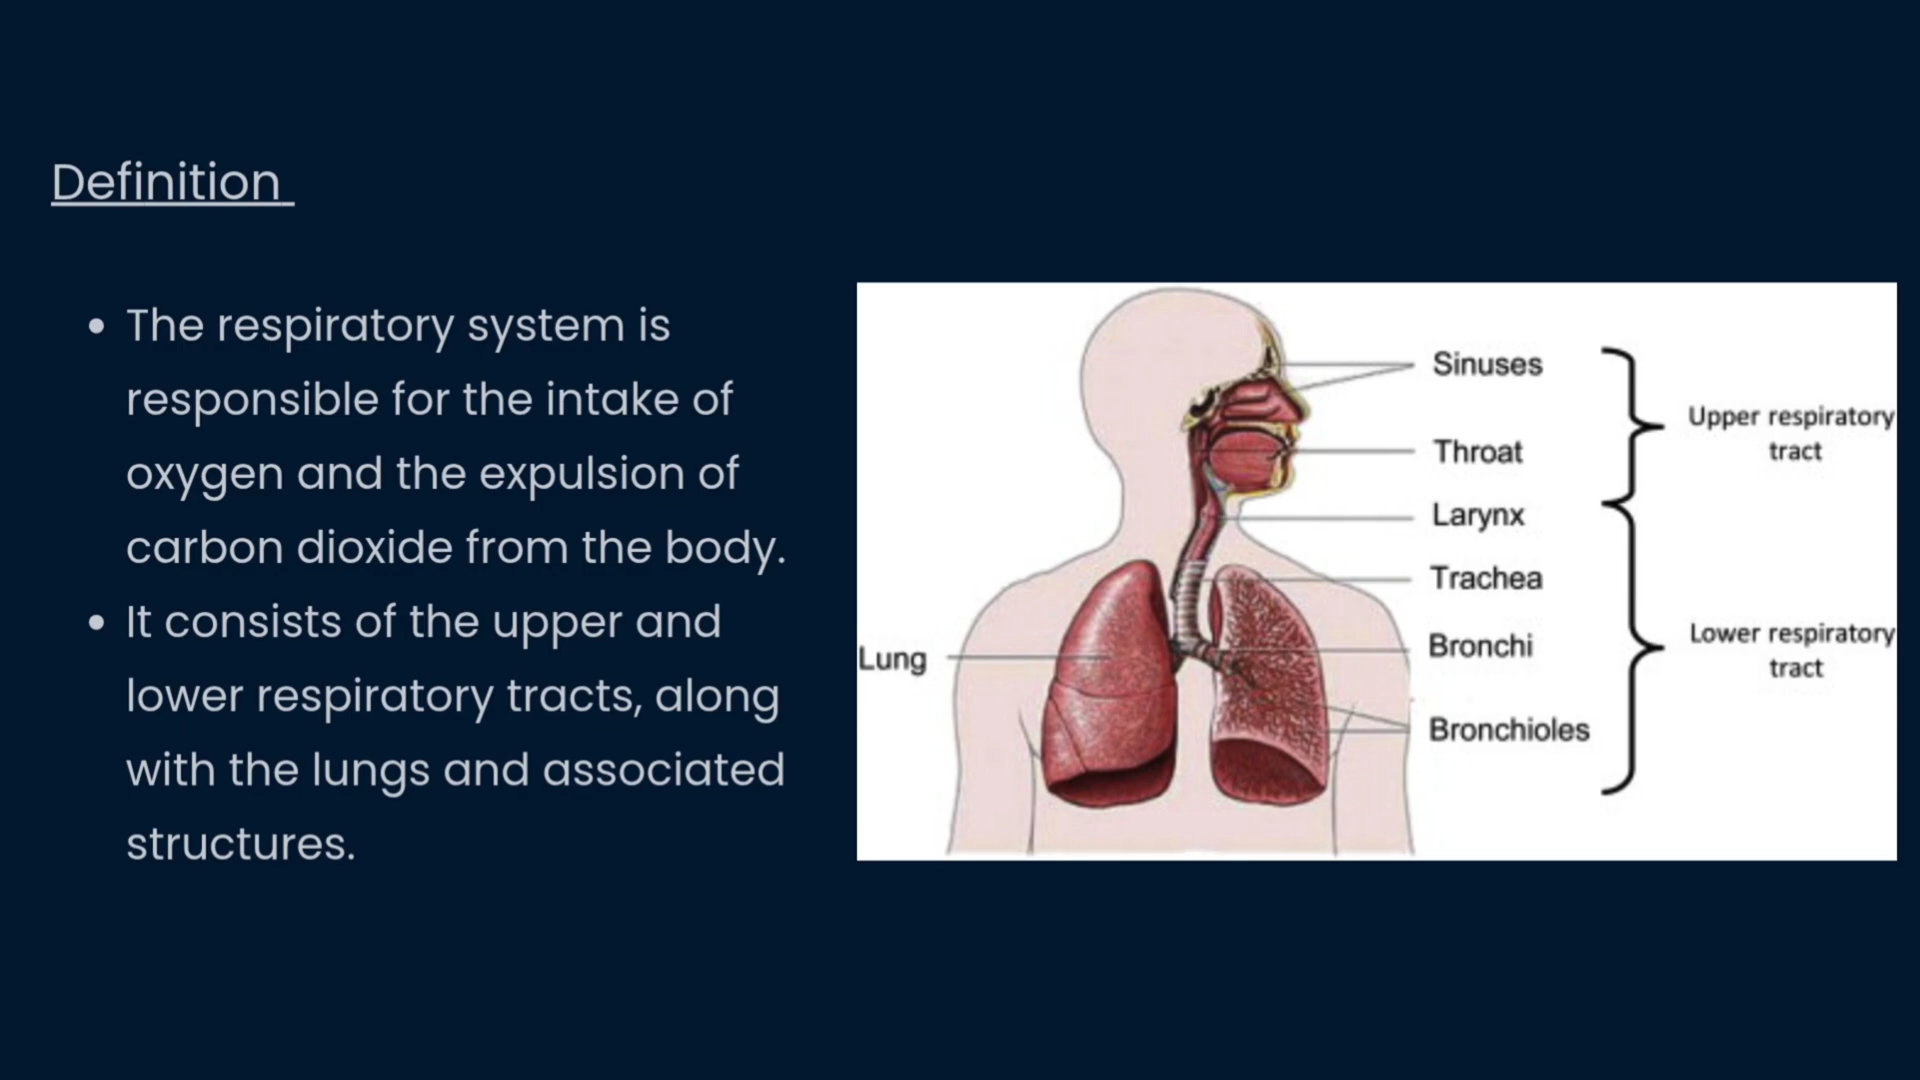 Definition
• The respiratory system is
responsible for the intake of
oxygen and the expulsion of
carbon dioxide from the body.
• It consists of the upper and
lower respiratory tracts, along
with the lungs and associated
structures.
Sinuses
Throat
Larynx
Trachea
Bronchi
Bronchioles
Lung
Upper respiratory
tract
Lower respiratory
tract